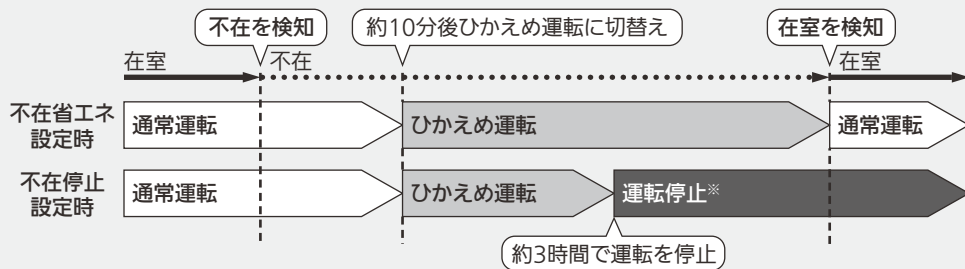 不在を検知
約10分後ひかえめ運転に切替え
在室を検知
在室
不在
在室
不在省エネ
設定時
通常運転
ひかえめ運転
通常運転
不在停止
設定時
通常運転
ひかえめ運転
運転停止※
約3時間で運転を停止